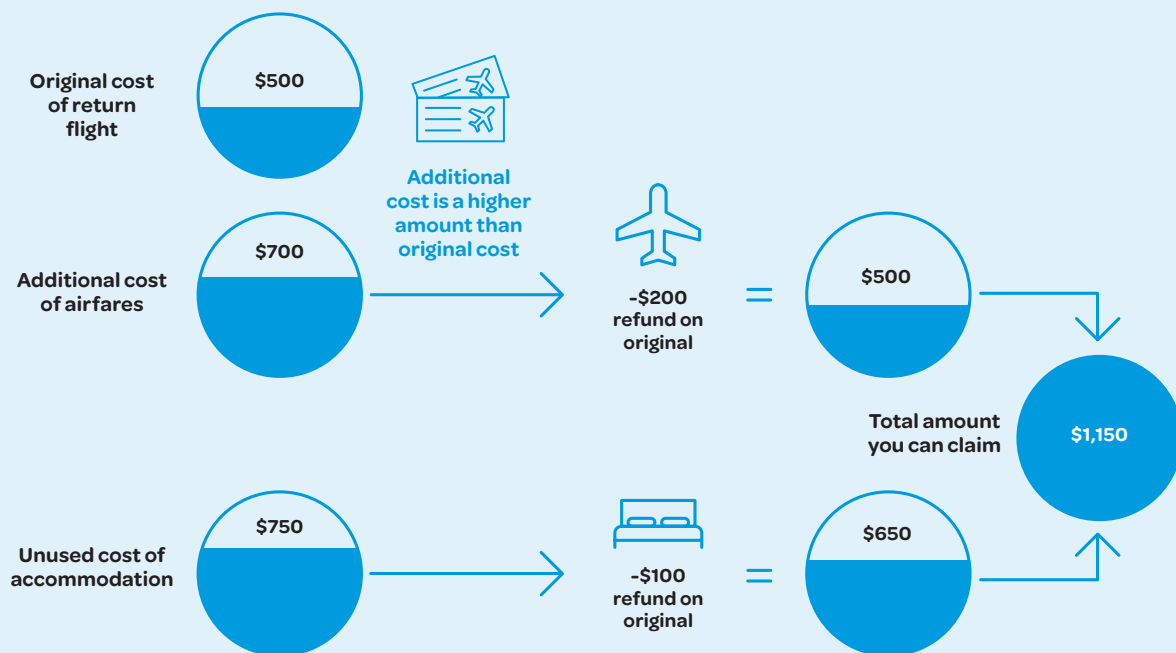 Original cost
of return
flight
$500
Additional
cost is a higher
amount than
original cost
Additional cost
of airfares
$700
-$200
refund on
original
=
$500
Total amount
you can claim
$1,150
Unused cost of
accommodation
$750
-$100
refund on
original
=
$650